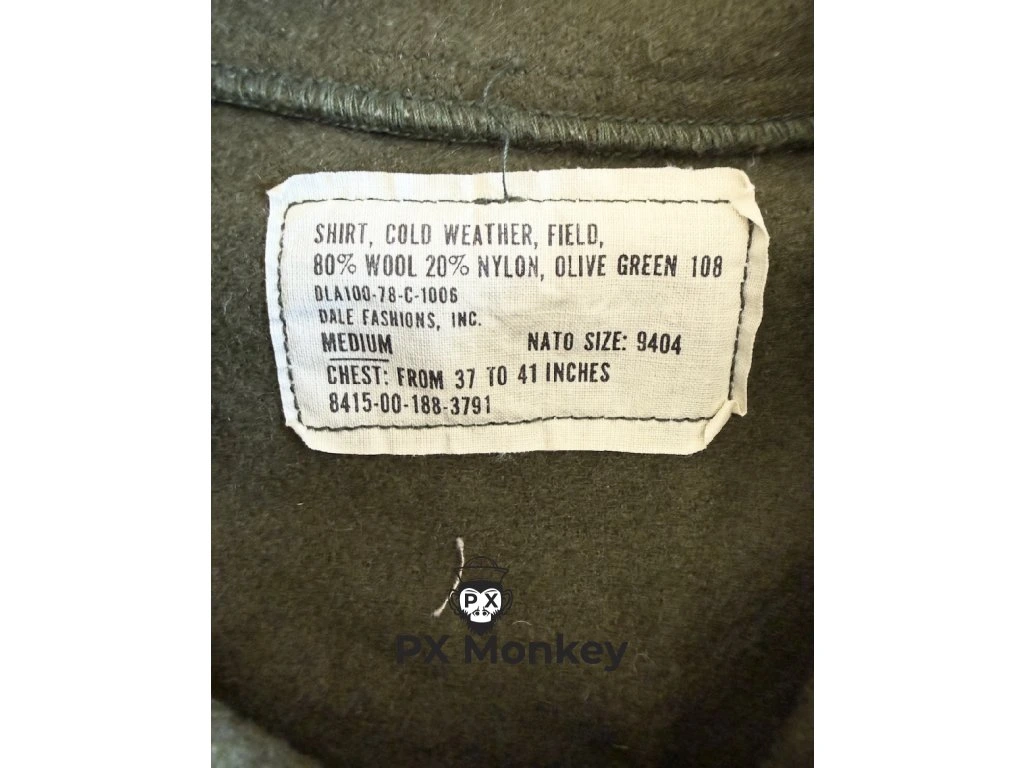 SHIRT, COLD WEATHER, FIELD,
80% WOOL 20% NYLON, OLIVE GREEN 108
DLA100-78-C-1006
DALE FASHIONS, INC.
MEDIUM NATO SIZE: 9404
CHEST: FROM 37 TO 41 INCHES
8415-00-188-3791
PX
PX Monkey